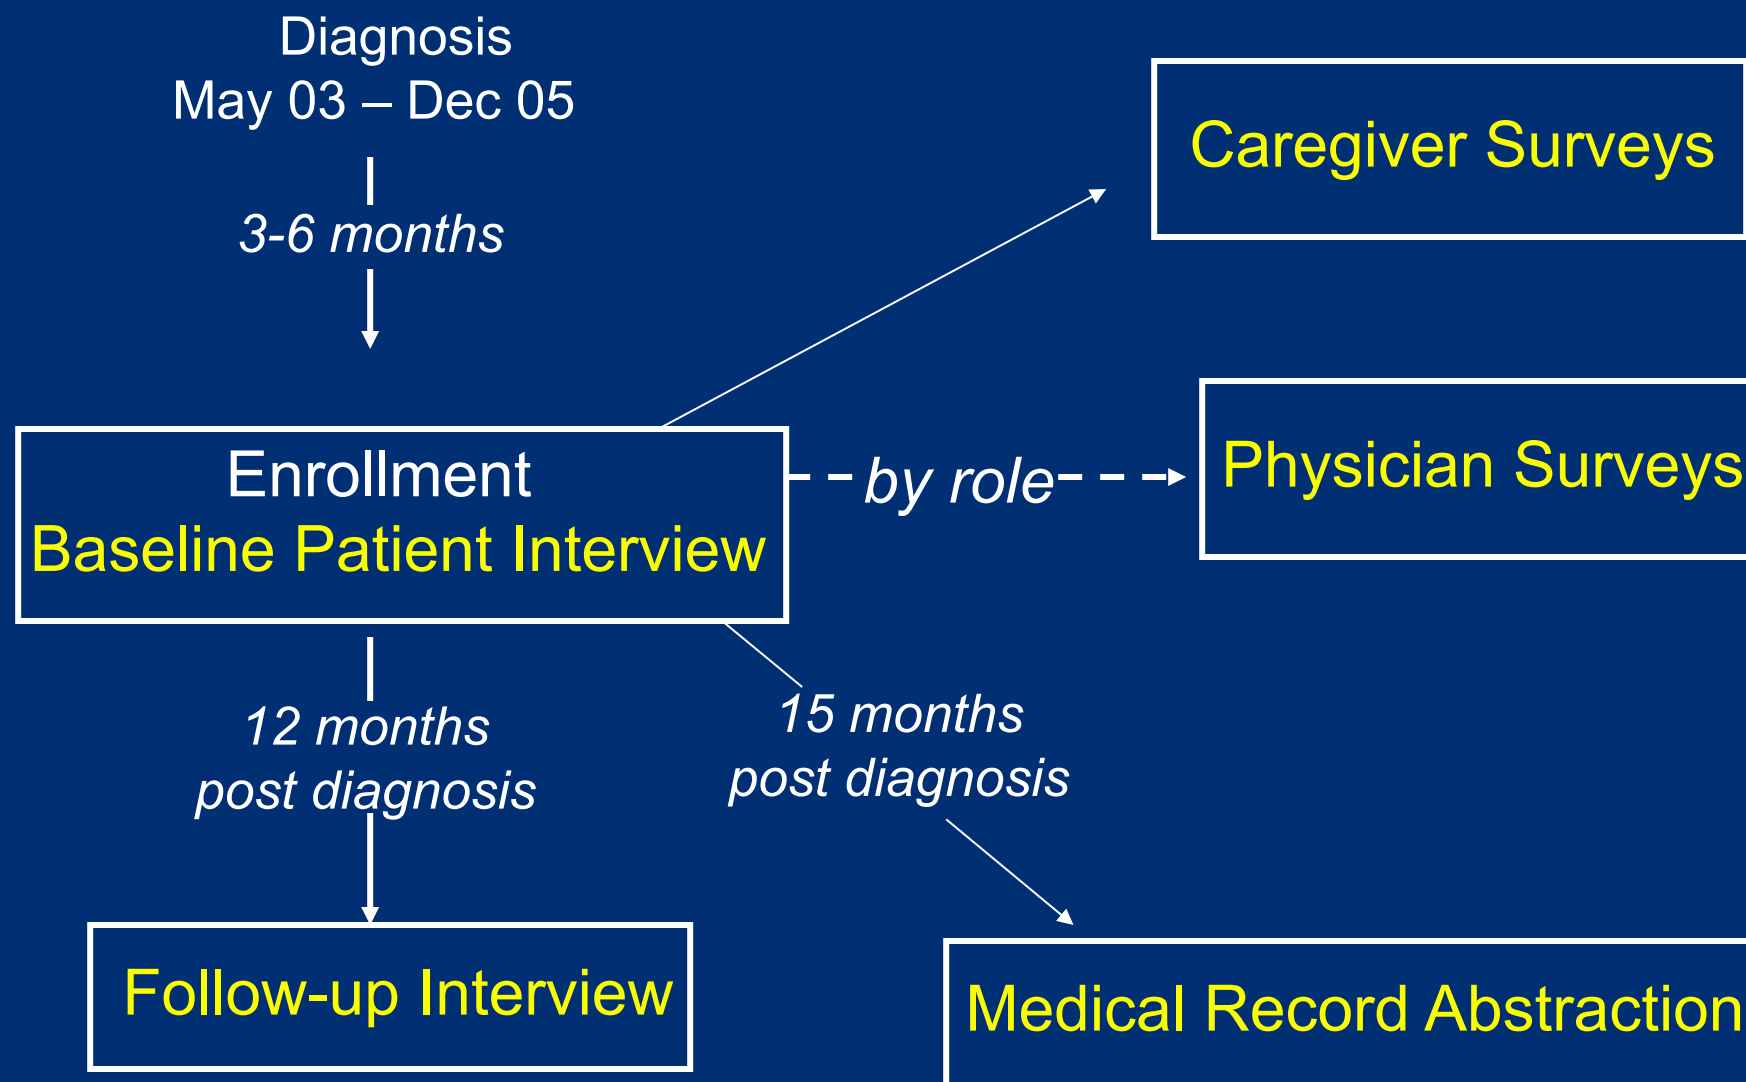 Diagnosis
May 03 – Dec 05
3-6 months
Caregiver Surveys
Enrollment
Baseline Patient Interview
by role
Physician Surveys
12 months
post diagnosis
15 months
post diagnosis
Follow-up Interview
Medical Record Abstraction